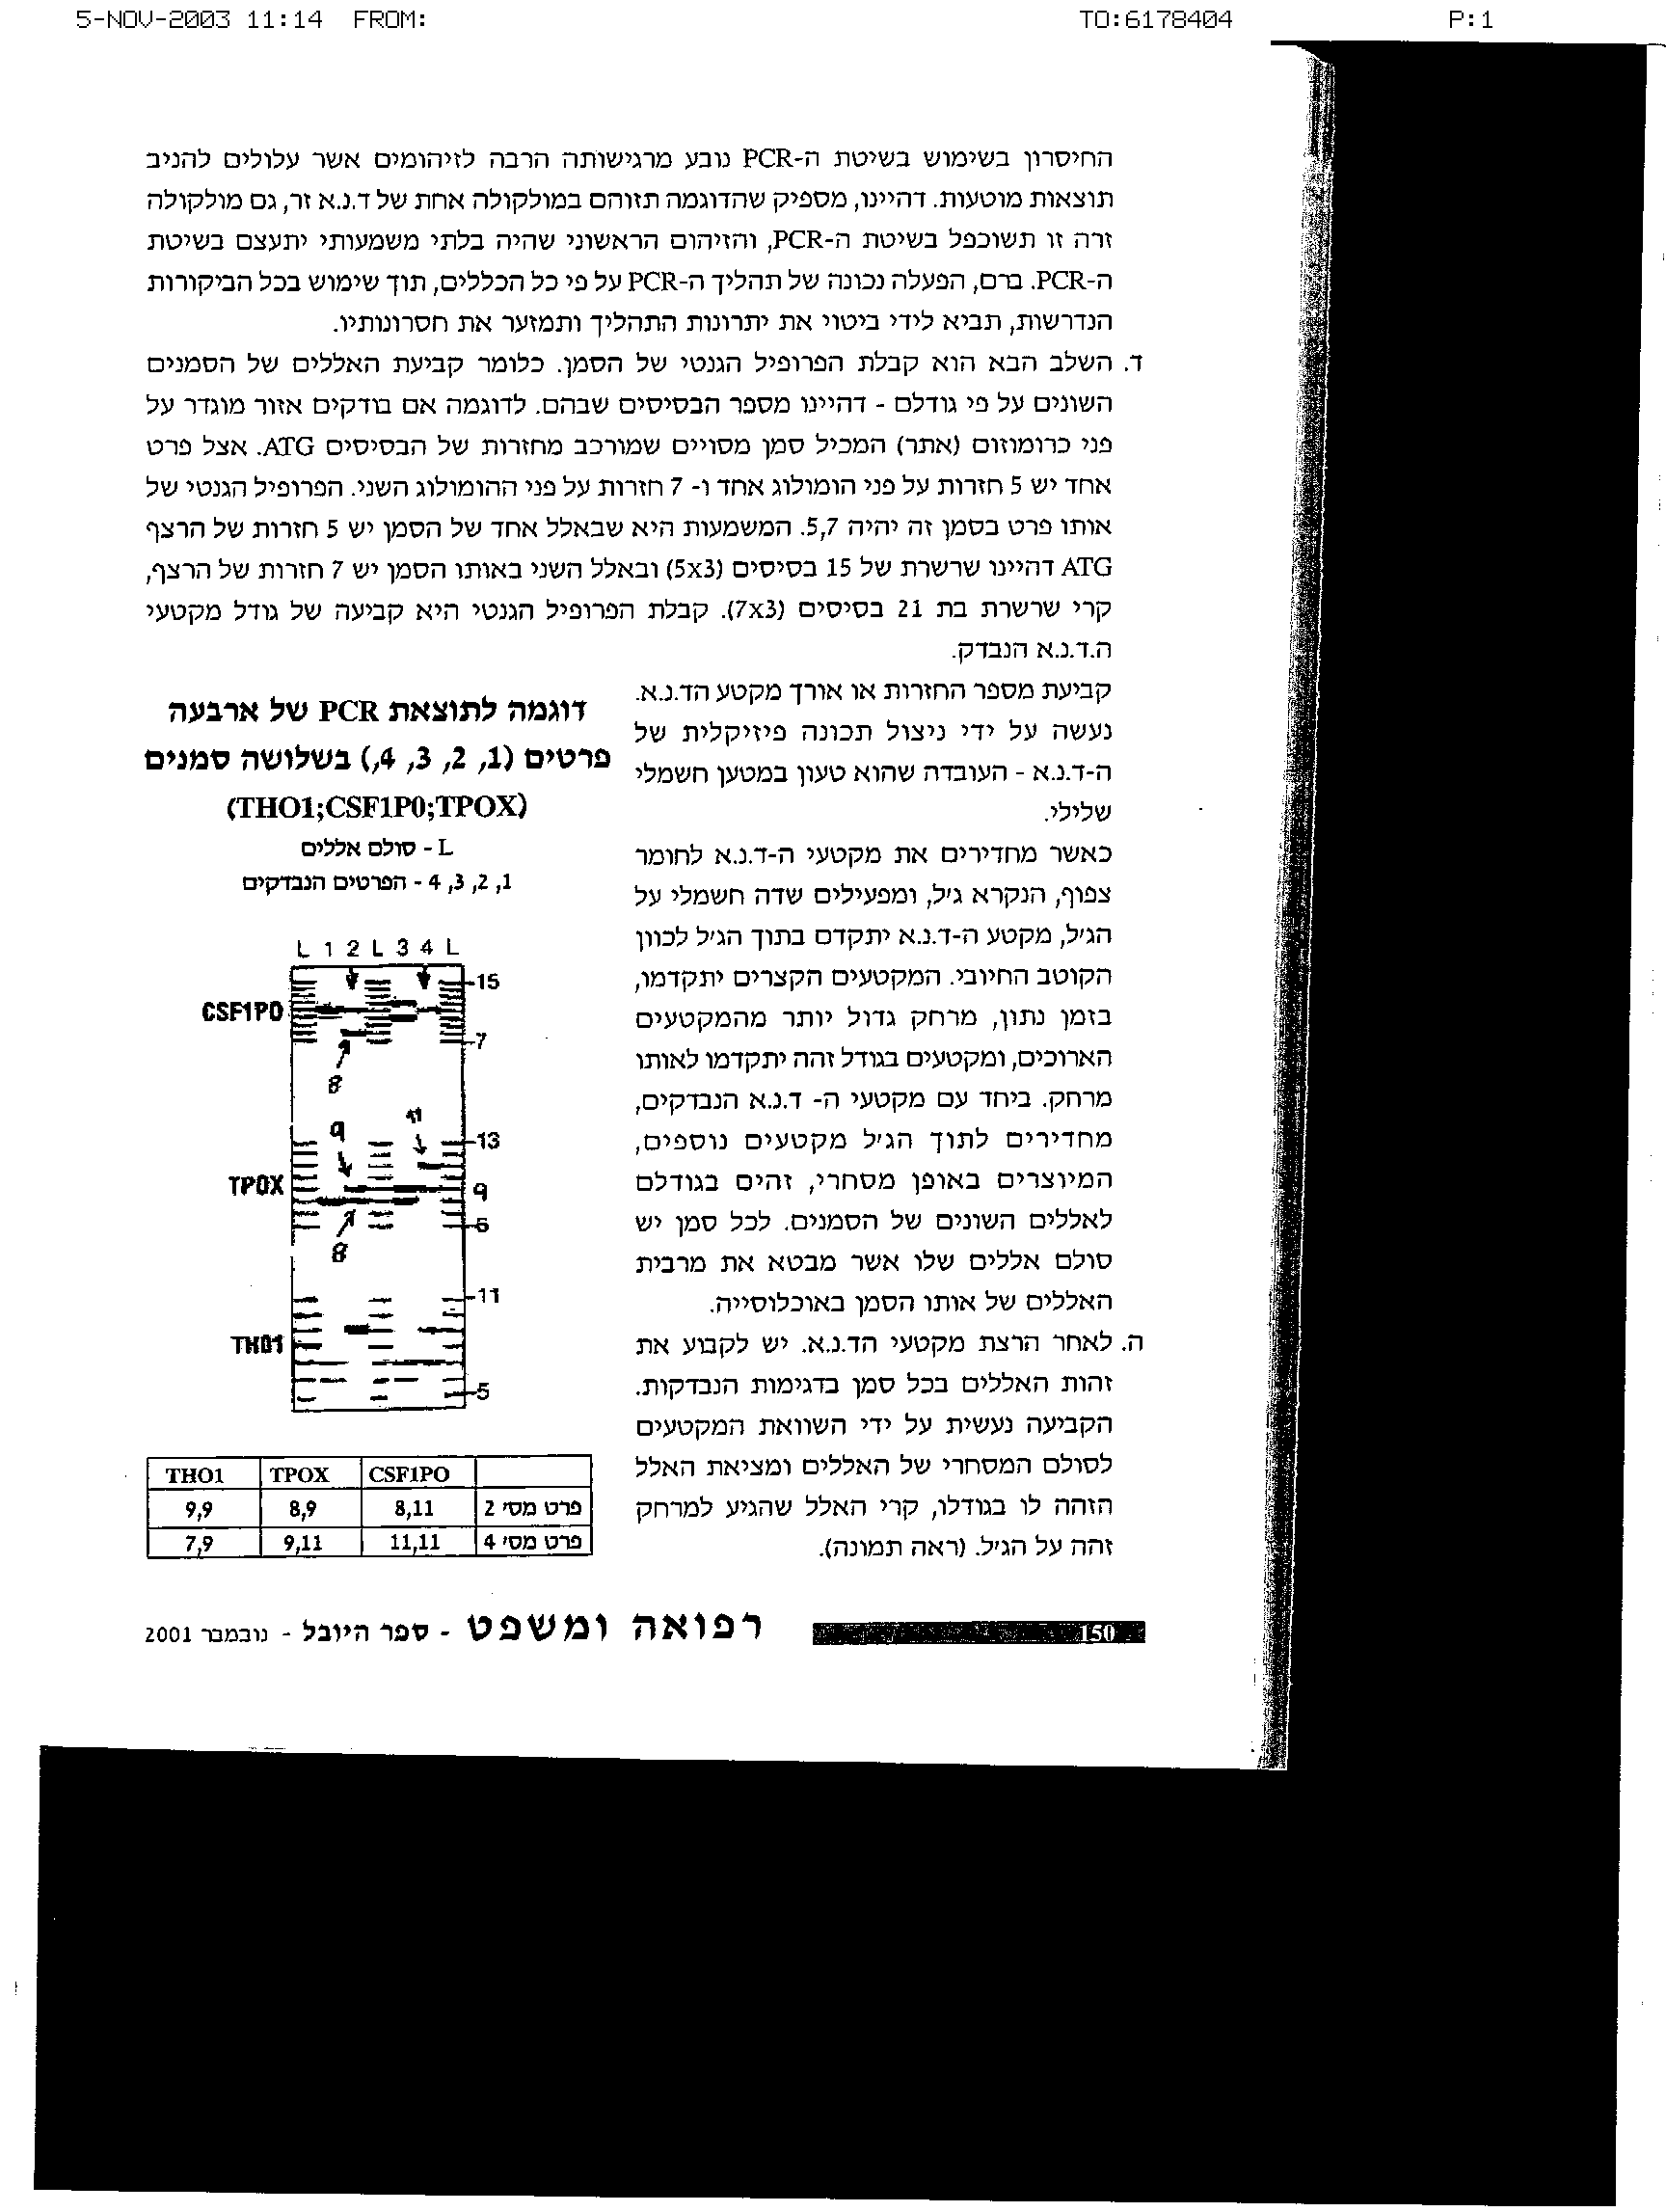 5-NOV-2003 11:14 FROM: TO:6178404 P:1
החיסרון בשימוש בשיטת ה-PCR נובע מרגישותה הרבה לזיהומים אשר עלולים להניב
תוצאות מוטעות. דהיינו, מספיק שהדוגמה תזוהם במולקולה אחת של ד.נ.א זר, גם מולקולה
זרה זו תשוכפל בשיטת ה-PCR, והזיהום הראשוני שהיה בלתי משמעותי יתעצם בשיטת
ה-PCR. ברם, הפעלה נכונה של תהליך ה-PCR על פי כל הכללים, תוך שימוש בכל הביקורות
הנדרשות, תביא לידי ביטוי את יתרונות התהליך ותמזער את חסרונותיו.
ד. השלב הבא הוא קבלת הפרופיל הגנטי של הסמן. כלומר קביעת האללים של הסמנים
השונים על פי גודלם - דהיינו מספר הבסיסים שבהם. לדוגמה אם בודקים אזור מוגדר על
פני כרומוזום (אתר) המכיל סמן מסויים שמורכב מחזרות של הבסיסים ATG. אצל פרט
אחד יש 5 חזרות על פני הומולוג אחד ו- 7 חזרות על פני ההומולוג השני. הפרופיל הגנטי של
אותו פרט בסמן זה יהיה 5,7. המשמעות היא שבאלל אחד של הסמן יש 5 חזרות של הרצף
ATG דהיינו שרשרת של 15 בסיסים (5x3) ובאלל השני באותו הסמן יש 7 חזרות של הרצף,
קרי שרשרת בת 21 בסיסים (7x3). קבלת הפרופיל הגנטי היא קביעה של גודל מקטעי
ה.ד.נ.א הנבדק.
קביעת מספר החזרות או אורך מקטע הד.נ.א.
נעשה על ידי ניצול תכונה פיזיקלית של
ה-ד.נ.א - העובדה שהוא טעון במטען חשמלי
שלילי.
כאשר מחדירים את מקטעי ה-ד.נ.א לחומר
צפוף, הנקרא ג'ל, ומפעילים שדה חשמלי על
הג'ל, מקטע ה-ד.נ.א יתקדם בתוך הג'ל לכוון
הקוטב החיובי. המקטעים הקצרים יתקדמו,
בזמן נתון, מרחק גדול יותר מהמקטעים
הארוכים, ומקטעים בגודל זהה יתקדמו לאותו
מרחק. ביחד עם מקטעי ה- ד.נ.א הנבדקים,
מחדירים לתוך הג'ל מקטעים נוספים,
המיוצרים באופן מסחרי, זהים בגודלם
לאללים השונים של הסמנים. לכל סמן יש
סולם אללים שלו אשר מבטא את מרבית
האללים של אותו הסמן באוכלוסייה.
ה. לאחר הרצת מקטעי הד.נ.א. יש לקבוע את
זהות האללים בכל סמן בדגימות הנבדקות.
הקביעה נעשית על ידי השוואת המקטעים
לסולם המסחרי של האללים ומציאת האלל
הזהה לו בגודלו, קרי האלל שהגיע למרחק
זהה על הג'ל. (ראה תמונה).
דוגמה לתוצאת PCR של ארבעה
פרטים (1, 2, 3, 4,) בשלושה סמנים
(THO1;CSF1P0;TPOX)
L - סולם אללים
1, 2, 3, 4 - הפרטים הנבדקים
L 1 2 L 3 4 L
15
CSF1PO
7
8
11
9
13
TPOX
9
6
8
11
TH01
5
THO1 TPOX CSF1PO
9,9 8,9 8,11 פרט מס' 2
7,9 9,11 11,11 פרט מס' 4
150 רפואה ומשפט - ספר היובל - נובמבר 2001